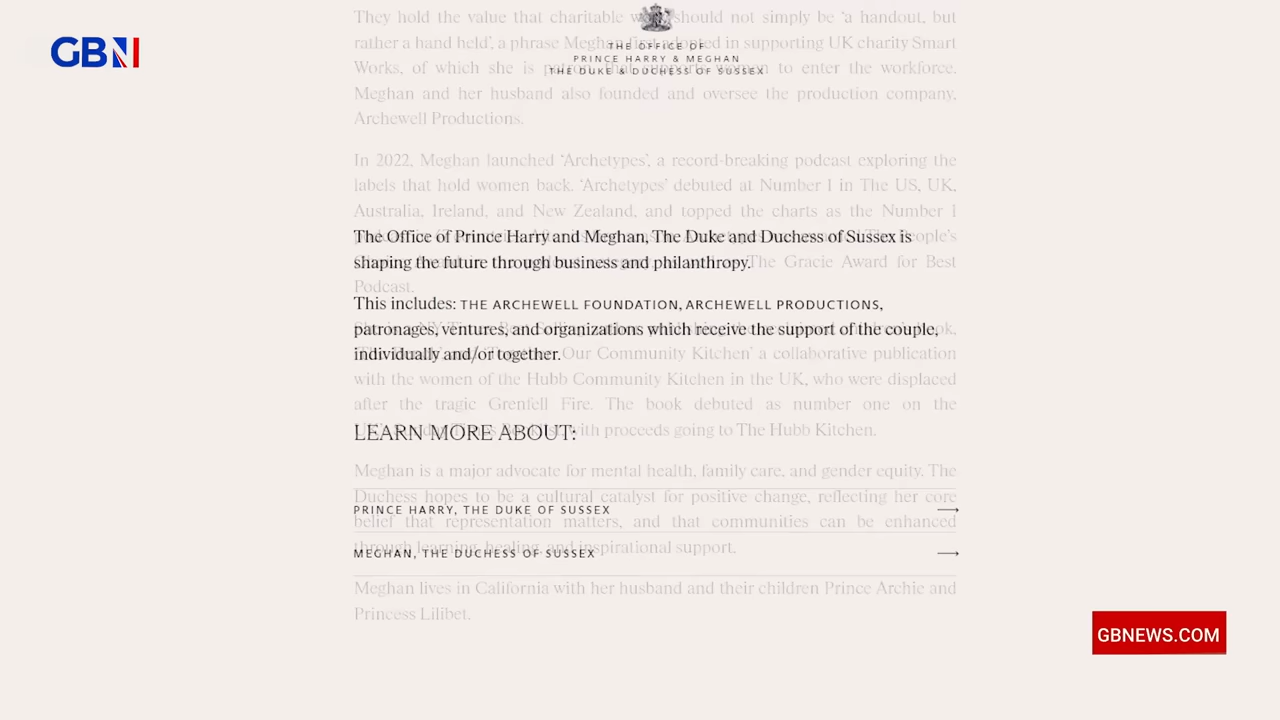 They hold the value that charitable work should not simply be 'a handout, but
GBN
rather a hand held', a phrase Meghan first adopted in supporting UK charity Smart
THE OFFICE OF
PRINCE HARRY & MEGHAN
Works, of which she is patron, that supports women to enter the workforce.
THE DUKE & DUCHESS OF SUSSEX
Meghan and her husband also founded and oversee the production company,
Archewell Productions.
In 2022, Meghan launched 'Archetypes', a record-breaking podcast exploring the
labels that hold women back. 'Archetypes' debuted at Number 1 in The US, UK,
Australia, Ireland, and New Zealand, and topped the charts as the Number 1
The Office of Prince Harry and Meghan, The Duke and Duchess of Sussex is
People's
shaping the future through business and philanthropy.
The Gracie Award for Best
Podcast.
This includes: THE ARCHEWELL FOUNDATION, ARCHEWELL PRODUCTIONS,
patronages, ventures, and organizations which receive the support of the couple,
individually and/or together.
Our Community Kitchen' a collaborative publication
with the women of the Hubb Community Kitchen in the UK, who were displaced
after the tragic Grenfell Fire. The book debuted as number one on the
LEARN MORE ABOUT:
with proceeds going to The Hubb Kitchen.
Meghan is a major advocate for mental health, family care, and gender equity. The
Duchess hopes to be a cultural catalyst for positive change, reflecting her core
PRINCE HARRY, THE DUKE OF SUSSEX
belief that representation matters, and that communities can be enhanced
through learning, healing, and inspirational support.
MEGHAN, THE DUCHESS OF SUSSEX
Meghan lives in California with her husband and their children Prince Archie and
Princess Lilibet.
GBNEWS.COM